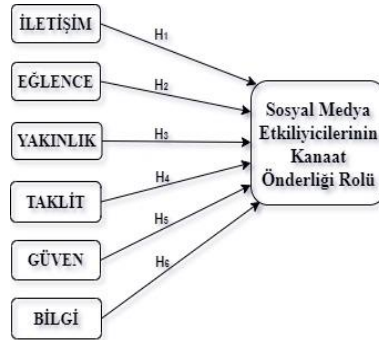 İLETİŞİM
H1
EĞLENCE
H2
YAKINLIK
H3
TAKLİT
H4
GÜVEN
H5
BİLGİ
H6
Sosyal Medya
Etkiliyicilerinin
Kanaat
Önderliği Rolü